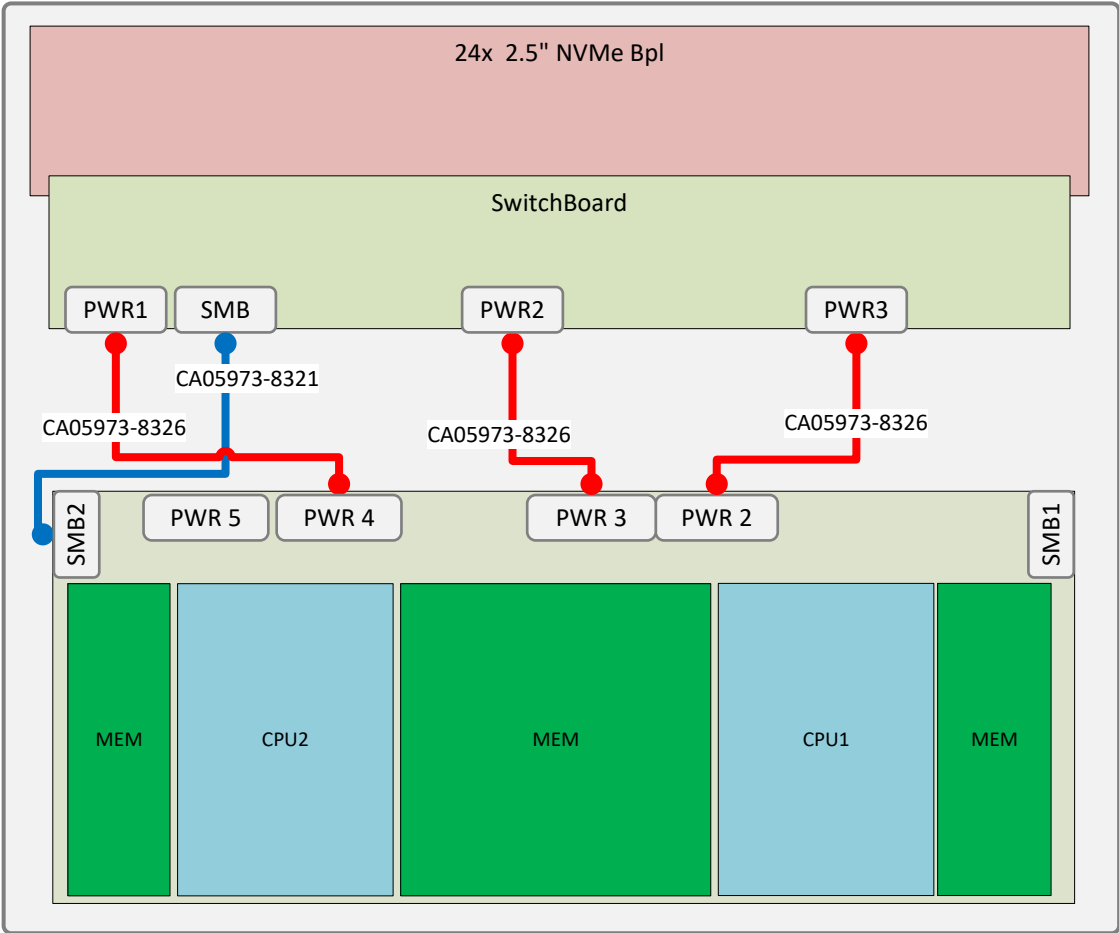 24x  2.5" NVMe Bpl
SwitchBoard
PWR1
SMB
PWR2
PWR3
CA05973-8321
CA05973-8326
CA05973-8326
CA05973-8326
SMB2
PWR 5
PWR 4
PWR 3
PWR 2
SMB1
MEM
CPU2
MEM
CPU1
MEM